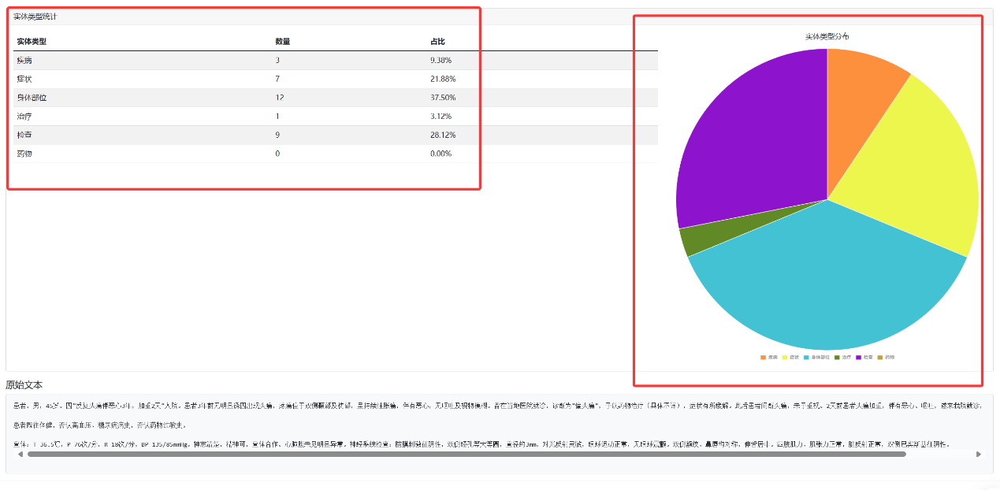 实体类型统计
实体类型 数量 占比
疾病 3 9.38%
症状 7 21.88%
身体部位 12 37.50%
治疗 1 3.12%
检查 9 28.12%
药物 0 0.00%
实体类型分布
疾病 症状 身体部位 治疗 检查 药物
原始文本
患者，男，45岁。因"反复头痛伴恶心3年，加重2天"入院。患者3年前无明显诱因出现头痛，疼痛位于双侧颞部及枕部，呈持续性胀痛，伴有恶心，无呕吐及视物模糊。曾在当地医院就诊，诊断为"偏头痛"，予以药物治疗（具体不详），症状有所缓解。此后患者间断头痛，未予重视。2天前患者头痛加重，伴有恶心、呕吐，遂来我院就诊，
患者既往体健，否认高血压、糖尿病病史，否认药物过敏史。
查体：T 36.5℃，P 76次/分，R 18次/分，BP 135/85mmHg。神志清楚，精神可，查体合作。心肺腹未见明显异常。神经系统检查：脑膜刺激征阴性，双侧瞳孔等大等圆，直径约3mm，对光反射灵敏，眼球运动正常，无眼球震颤。双侧额纹、鼻唇沟对称，伸舌居中。四肢肌力、肌张力正常，腱反射正常，双侧巴宾斯基征阴性。